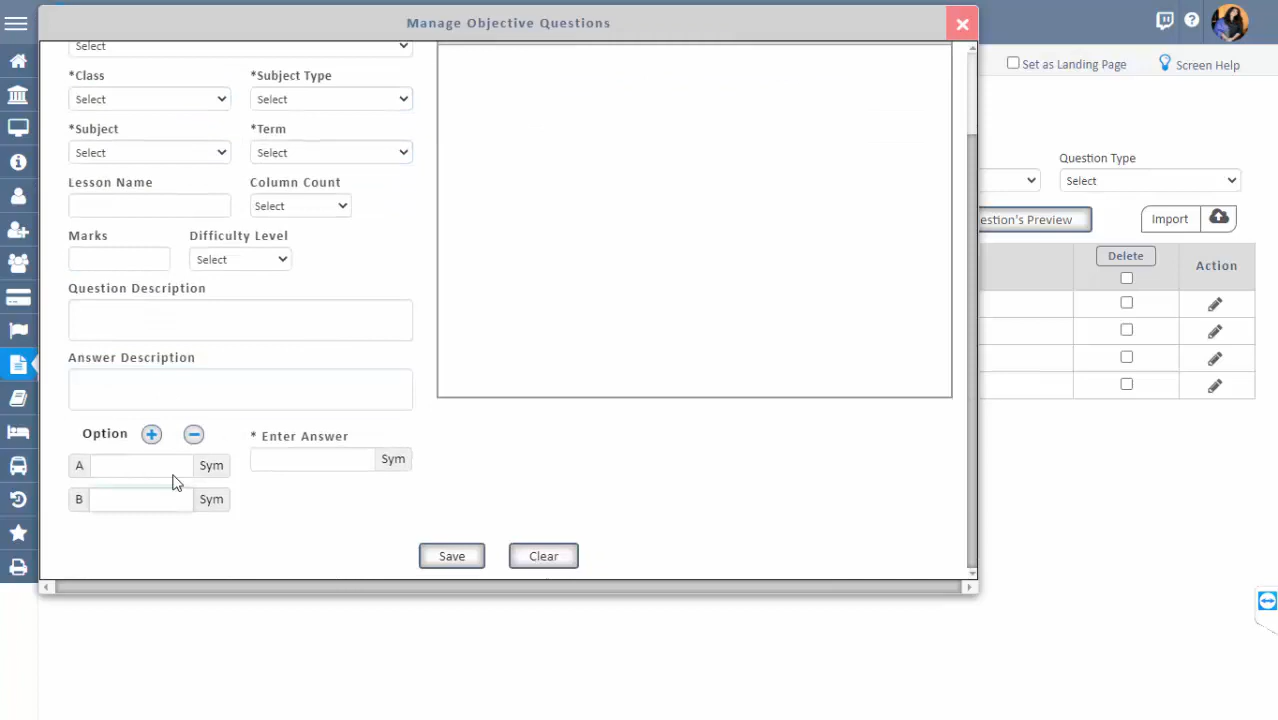 Manage Objective Questions
Set as Landing Page
Screen Help
Select
*Class
*Subject Type
Select
Select
*Subject
*Term
Select
Select
Lesson Name
Column Count
Select
Marks
Difficulty Level
Select
Question Description
Answer Description
Option
* Enter Answer
Sym
A
Sym
B
Sym
Save
Clear
Question Type
Select
estion's Preview
Import
Delete
Action